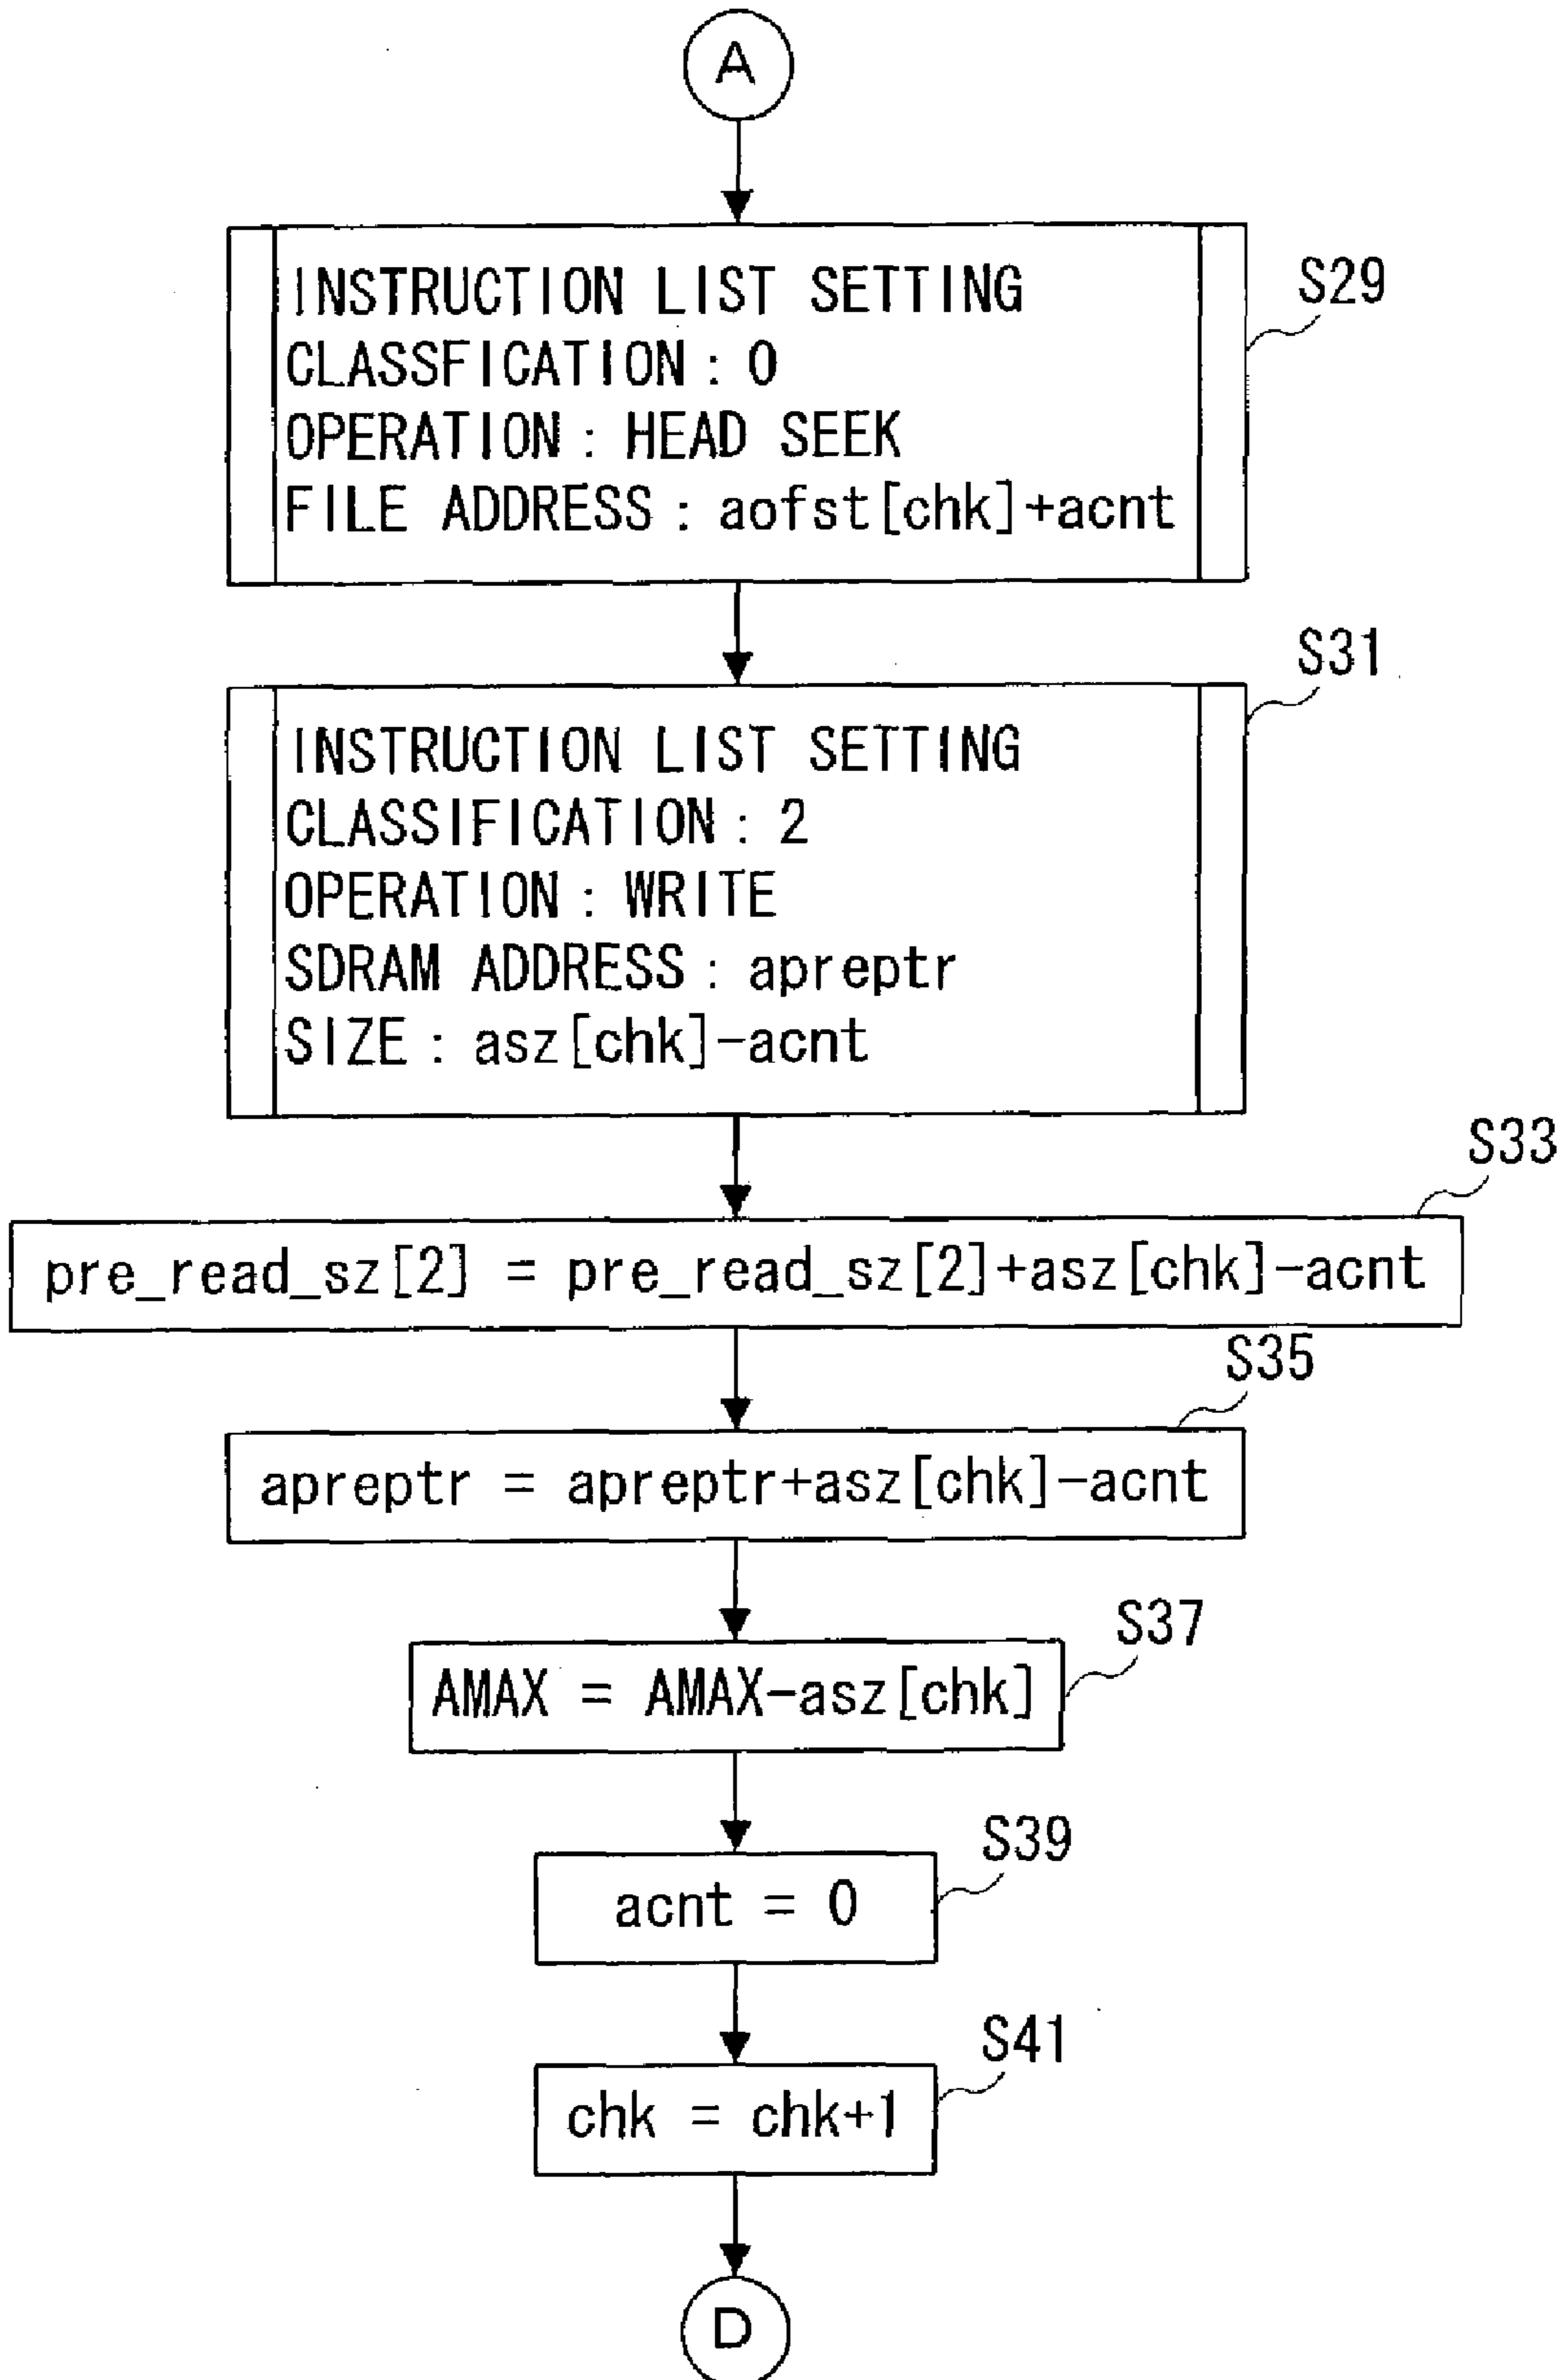 A
INSTRUCTION LIST SETTING
CLASSFICATION : 0
OPERATION : HEAD SEEK
FILE ADDRESS : aofst[chk]+acnt
S29
INSTRUCTION LIST SETTING
CLASSIFICATION : 2
OPERATION : WRITE
SDRAM ADDRESS : apreptr
SIZE : asz[chk]-acnt
S31
pre_read_sz[2] = pre_read_sz[2]+asz[chk]-acnt
S33
apreptr = apreptr+asz[chk]-acnt
S35
AMAX = AMAX-asz[chk]
S37
acnt = 0
S39
chk = chk+1
S41
D